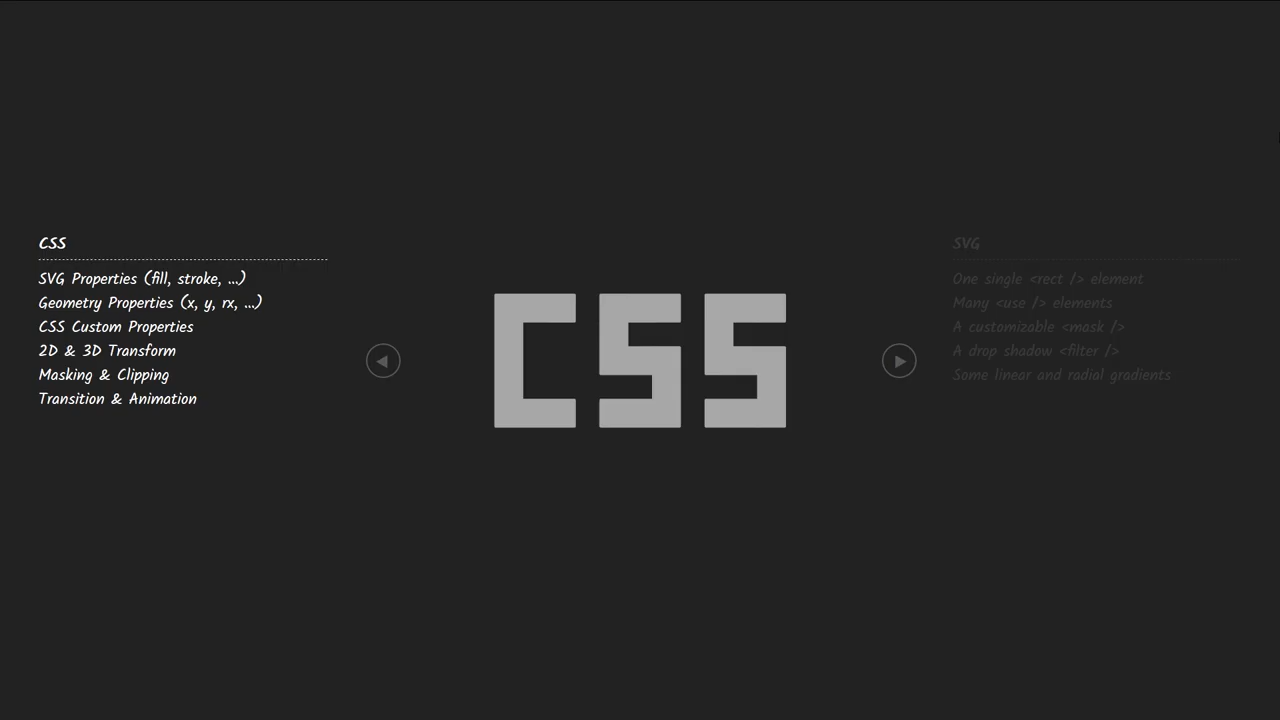 CSS
SVG Properties (fill, stroke, ...)
Geometry Properties (x, y, rx, ...)
CSS Custom Properties
2D & 3D Transform
Masking & Clipping
Transition & Animation
CSS
SVG
One single <rect /> element
Many <use /> elements
A customizable <mask />
A drop shadow <filter />
Some linear and radial gradients